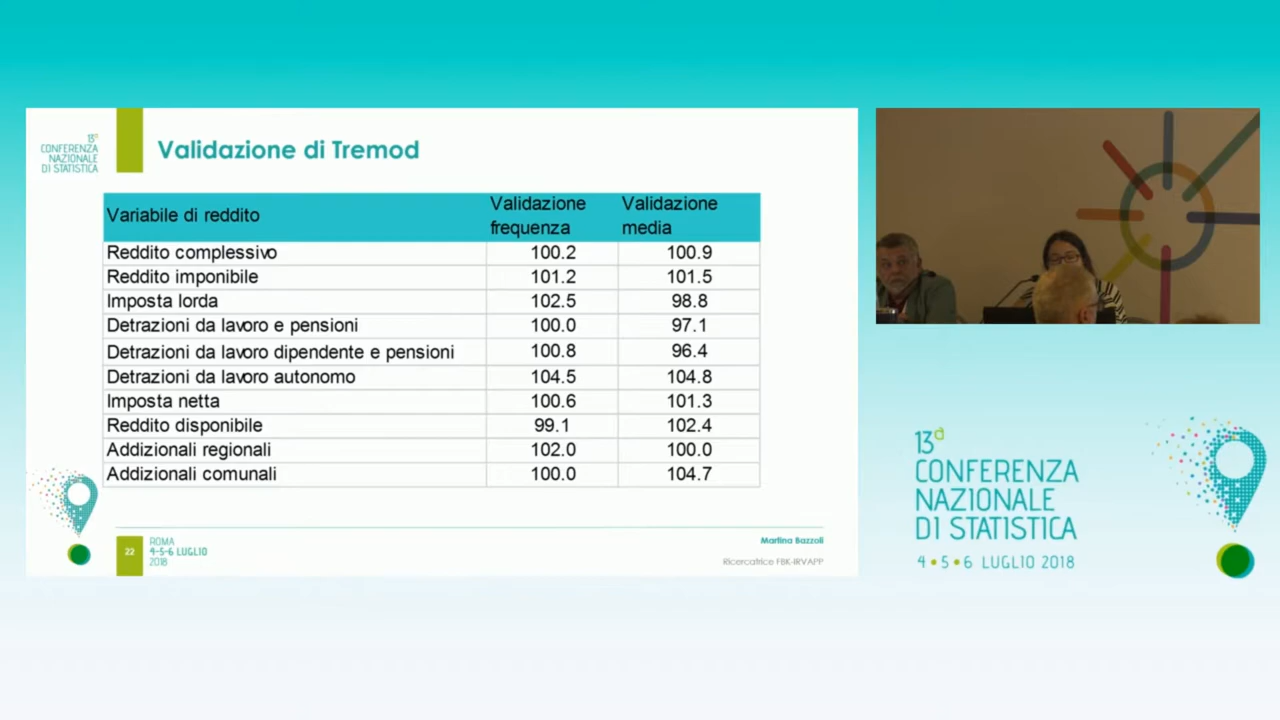 13ª
CONFERENZA
NAZIONALE
DI STATISTICA
Validazione di Tremod
Variabile di reddito Validazione frequenza Validazione media
Reddito complessivo 100.2 100.9
Reddito imponibile 101.2 101.5
Imposta lorda 102.5 98.8
Detrazioni da lavoro e pensioni 100.0 97.1
Detrazioni da lavoro dipendente e pensioni 100.8 96.4
Detrazioni da lavoro autonomo 104.5 104.8
Imposta netta 100.6 101.3
Reddito disponibile 99.1 102.4
Addizionali regionali 102.0 100.0
Addizionali comunali 100.0 104.7
22
ROMA
4-5-6 LUGLIO
2018
Martina Bazzoli
Ricercatrice FBK-IRVAPP
13ª
CONFERENZA
NAZIONALE
DI STATISTICA
4 • 5 • 6 LUGLIO 2018